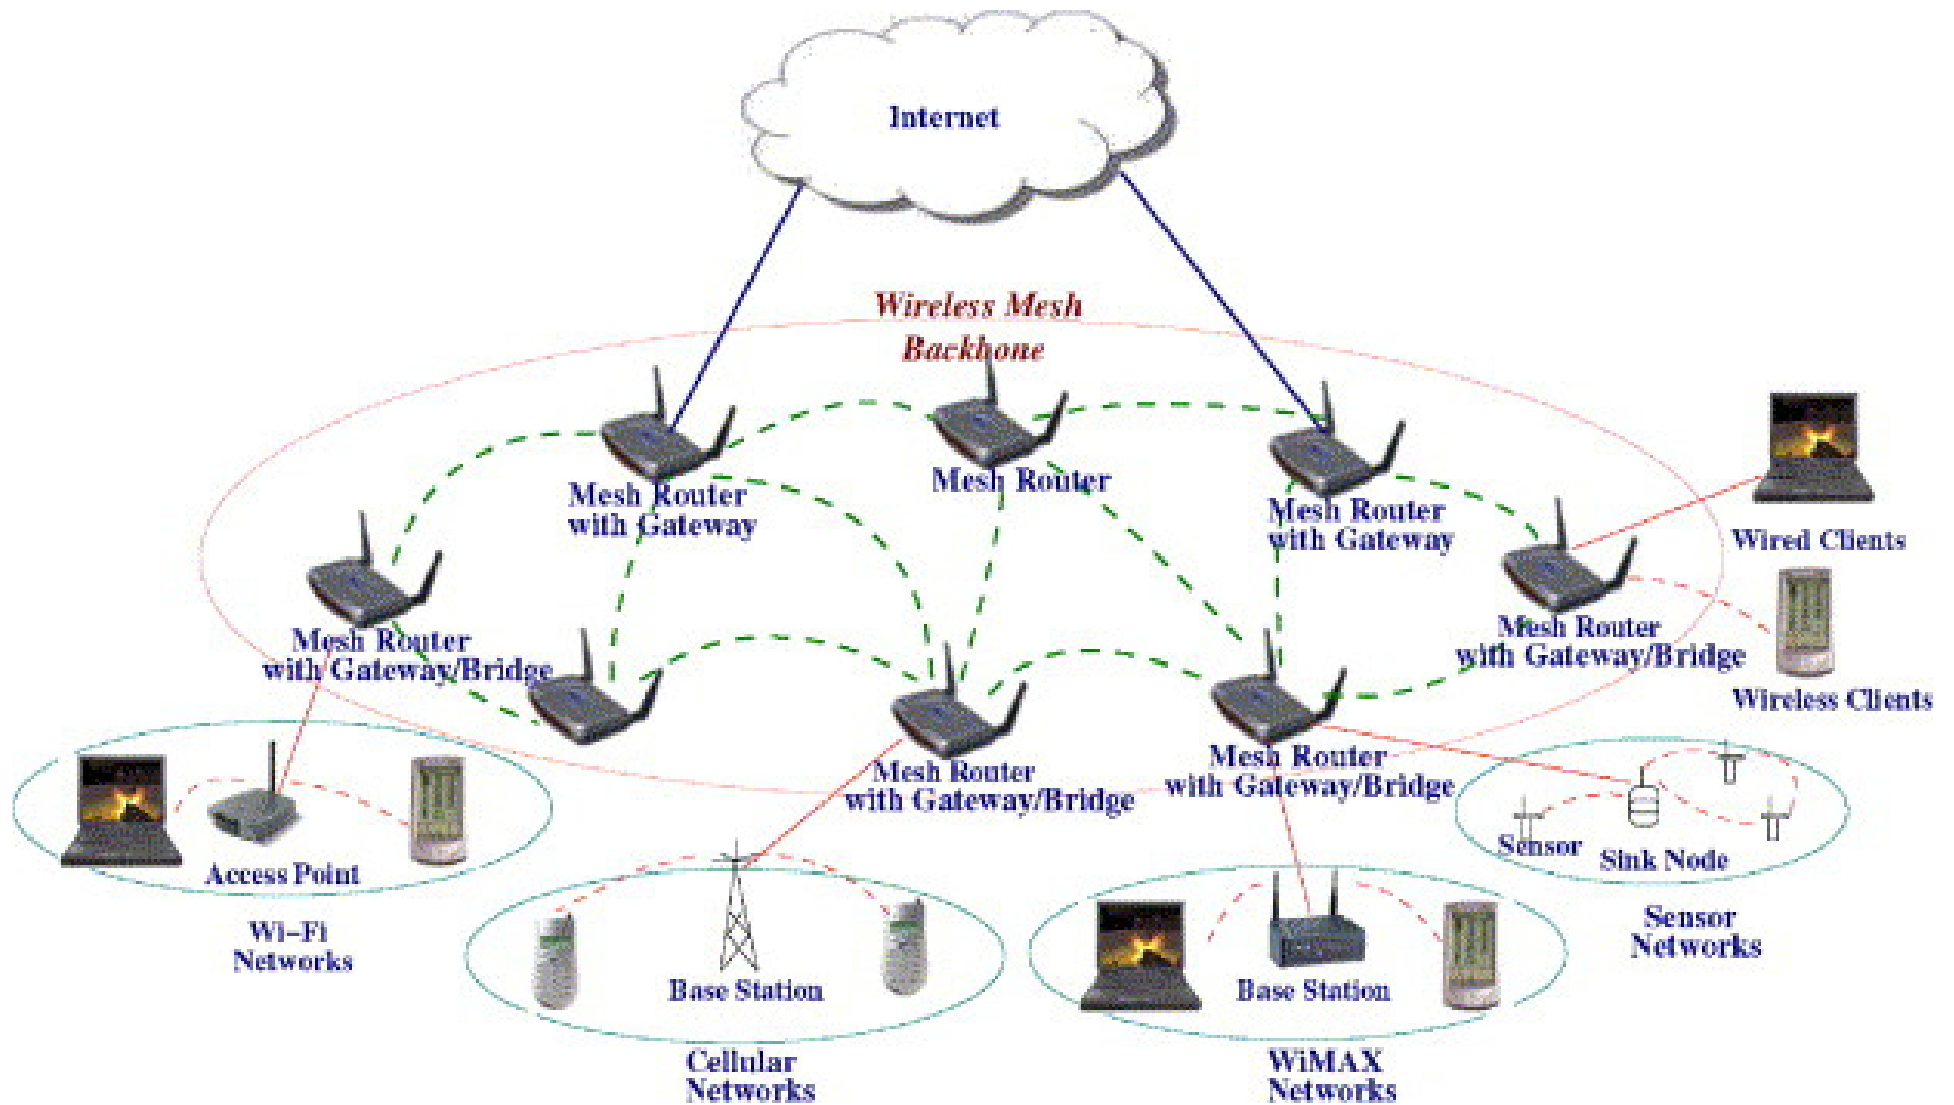 Internet
Wireless Mesh
Backbone
Mesh Router
with Gateway
Mesh Router
Mesh Router
with Gateway
Wired Clients
Mesh Router
with Gateway/Bridge
Mesh Router
with Gateway/Bridge
Wireless Clients
Mesh Router
with Gateway/Bridge
Mesh Router
with Gateway/Bridge
Access Point
Sensor
Sink Node
Wi-Fi
Networks
Sensor
Networks
Base Station
Base Station
Cellular
Networks
WiMAX
Networks